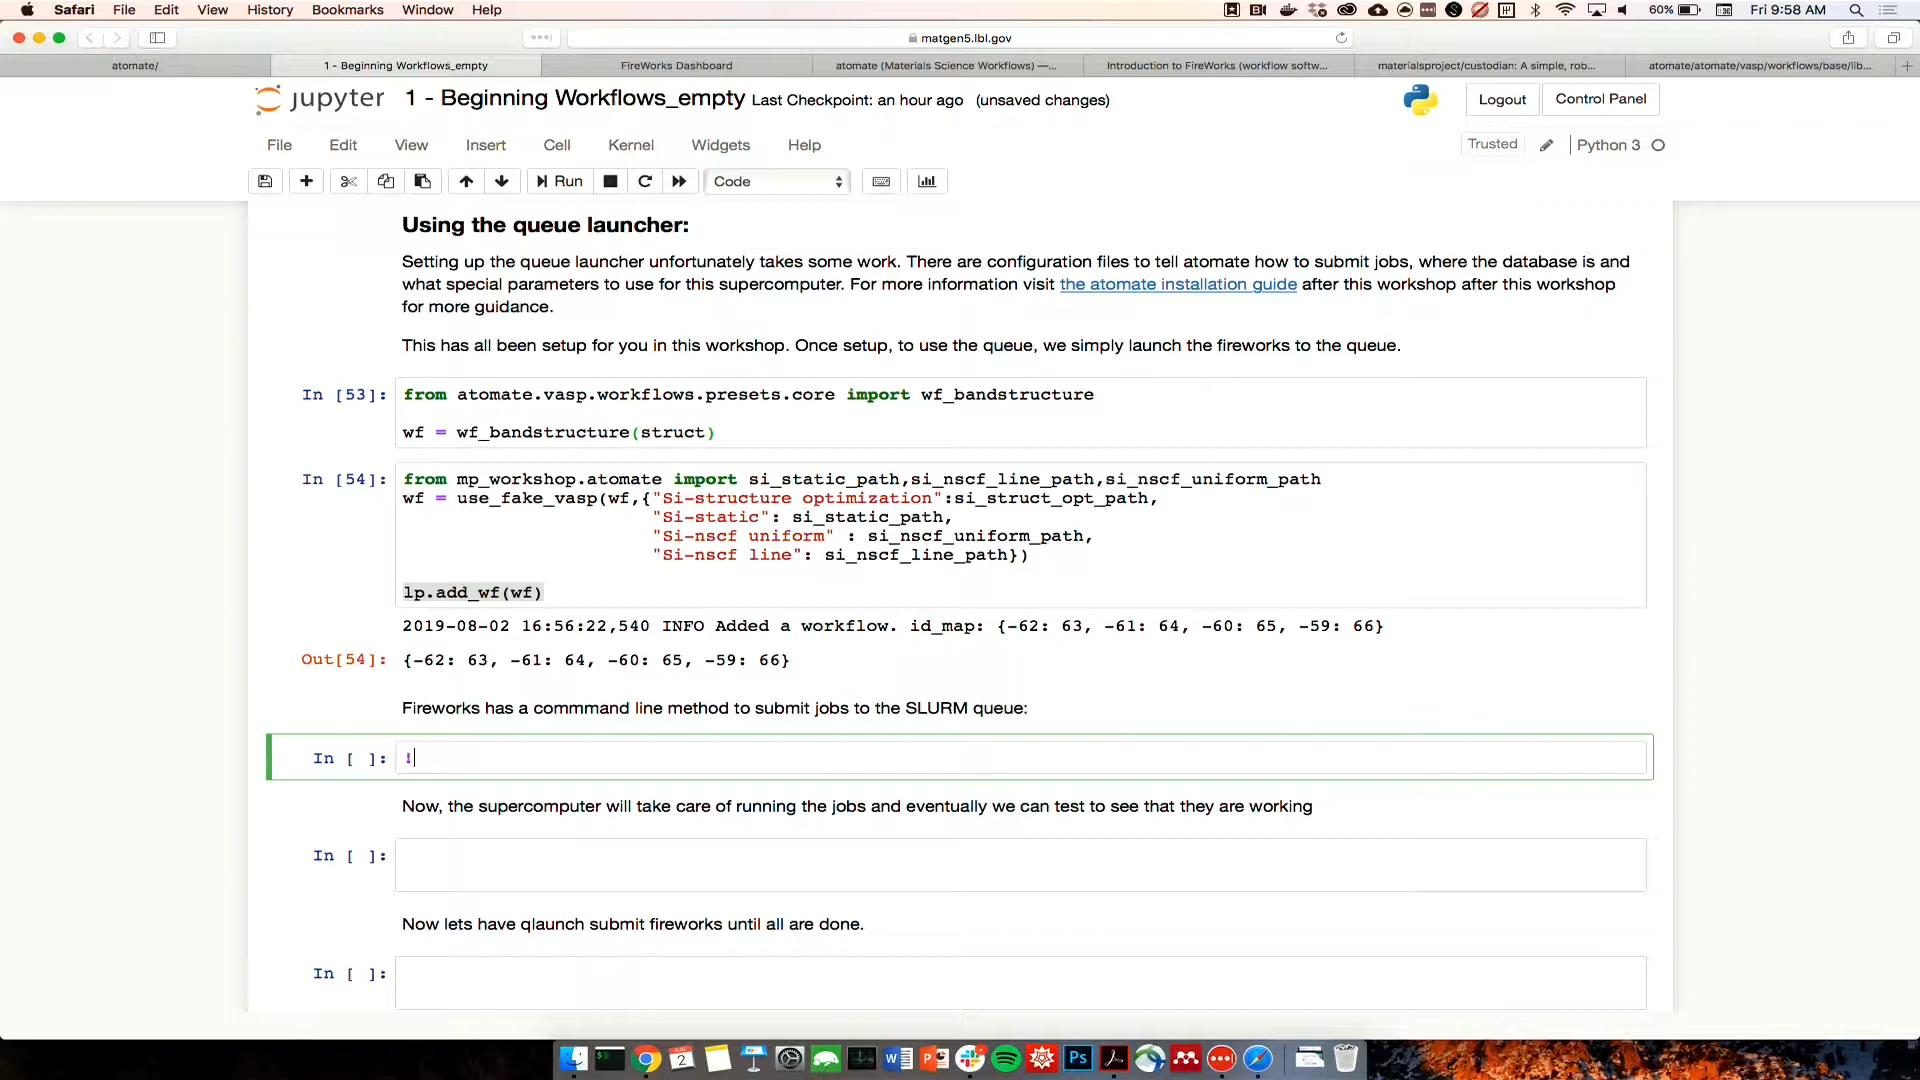 Safari File Edit View History Bookmarks Window Help 60% Fri 9:58 AM
matgen5.lbl.gov
atomate/ 1 - Beginning Workflows_empty FireWorks Dashboard atomate (Materials Science Workflows) —... Introduction to FireWorks (workflow softw... materialsproject/custodian: A simple, rob... atomate/atomate/vasp/workflows/base/lib...
jupyter 1 - Beginning Workflows_empty Last Checkpoint: an hour ago (unsaved changes) Logout Control Panel
File Edit View Insert Cell Kernel Widgets Help Trusted Python 3
Run Code
Using the queue launcher:
Setting up the queue launcher unfortunately takes some work. There are configuration files to tell atomate how to submit jobs, where the database is and
what special parameters to use for this supercomputer. For more information visit the atomate installation guide after this workshop after this workshop
for more guidance.
This has all been setup for you in this workshop. Once setup, to use the queue, we simply launch the fireworks to the queue.
In [53]: from atomate.vasp.workflows.presets.core import wf_bandstructure
wf = wf_bandstructure(struct)
In [54]: from mp_workshop.atomate import si_static_path,si_nscf_line_path,si_nscf_uniform_path
wf = use_fake_vasp(wf,{"Si-structure optimization":si_struct_opt_path,
"Si-static": si_static_path,
"Si-nscf uniform" : si_nscf_uniform_path,
"Si-nscf line": si_nscf_line_path})
lp.add_wf(wf)
2019-08-02 16:56:22,540 INFO Added a workflow. id_map: {-62: 63, -61: 64, -60: 65, -59: 66}
Out[54]: {-62: 63, -61: 64, -60: 65, -59: 66}
Fireworks has a commmand line method to submit jobs to the SLURM queue:
In [ ]: !
Now, the supercomputer will take care of running the jobs and eventually we can test to see that they are working
In [ ]:
Now lets have qlaunch submit fireworks until all are done.
In [ ]: